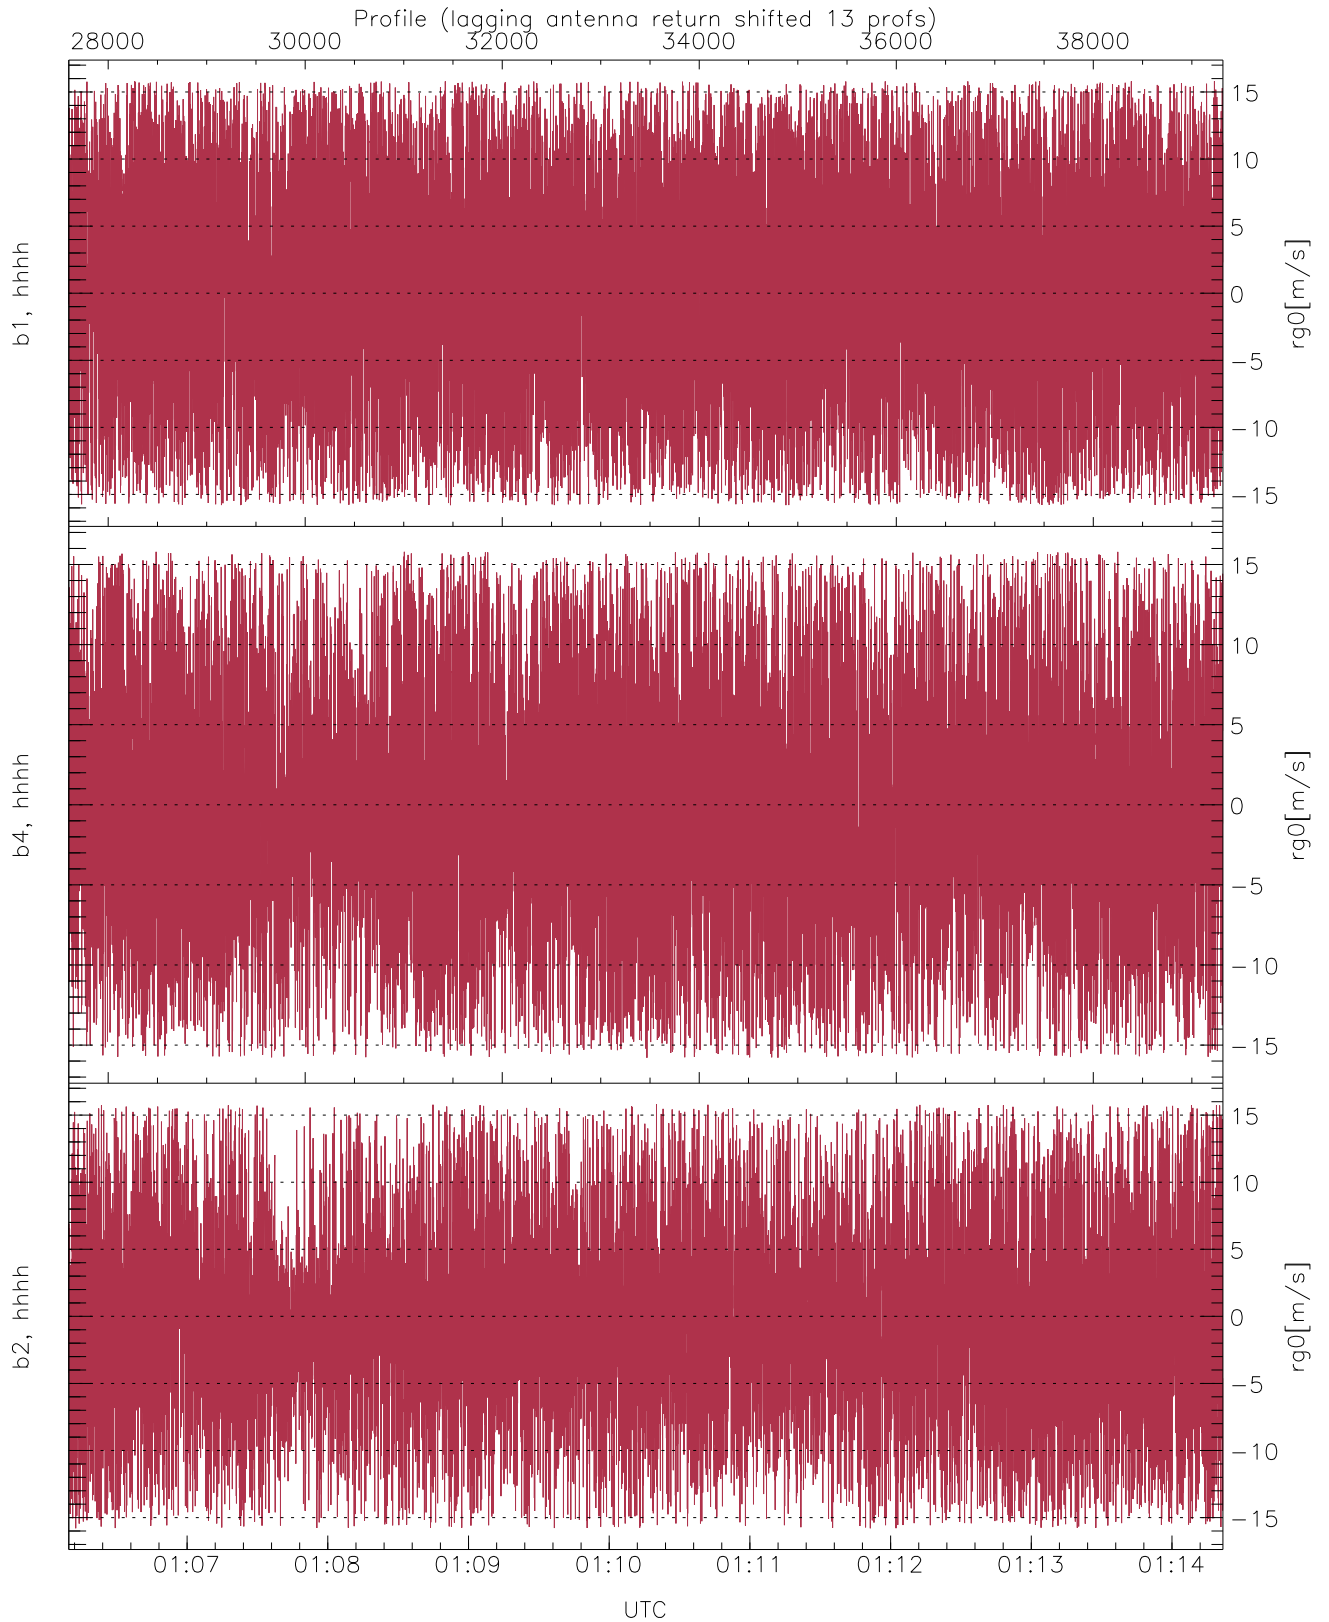 Profile (lagging antenna return shifted 13 profs)
28000 30000 32000 34000 36000 38000
15
10
5
0
-5
-10
-15
b1, hhhh
rg0[m/s]
15
10
5
0
-5
-10
-15
b4, hhhh
rg0[m/s]
15
10
5
0
-5
-10
-15
b2, hhhh
rg0[m/s]
01:07 01:08 01:09 01:10 01:11 01:12 01:13 01:14
UTC